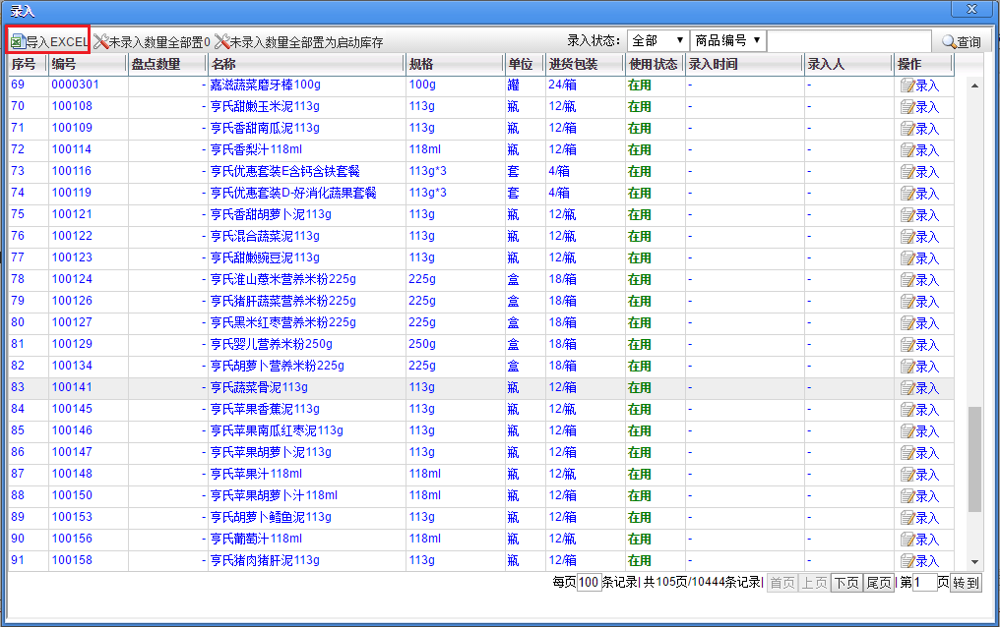 录入
x
导入EXCEL 未录入数量全部置0 未录入数量全部置为启动库存 录入状态： 全部 商品编号 查询
序号 编号 盘点数量 名称 规格 单位 进货包装 使用状态 录入时间 录入人 操作
69 0000301 - 嘉滋蔬菜磨牙棒100g 100g 罐 24/箱 在用 - - 录入
70 100108 - 亨氏甜嫩玉米泥113g 113g 瓶 12/瓶 在用 - - 录入
71 100109 - 亨氏香甜南瓜泥113g 113g 瓶 12/箱 在用 - - 录入
72 100114 - 亨氏香梨汁118ml 118ml 瓶 12/箱 在用 - - 录入
73 100116 - 亨氏优惠套装E含钙含铁套餐 113g*3 套 4/箱 在用 - - 录入
74 100119 - 亨氏优惠套装D-好消化蔬果套餐 113g*3 套 4/箱 在用 - - 录入
75 100121 - 亨氏香甜胡萝卜泥113g 113g 瓶 12/瓶 在用 - - 录入
76 100122 - 亨氏混合蔬菜泥113g 113g 瓶 12/瓶 在用 - - 录入
77 100123 - 亨氏甜嫩豌豆泥113g 113g 瓶 12/瓶 在用 - - 录入
78 100124 - 亨氏淮山薏米营养米粉225g 225g 盒 18/箱 在用 - - 录入
79 100126 - 亨氏猪肝蔬菜营养米粉225g 225g 盒 18/箱 在用 - - 录入
80 100127 - 亨氏黑米红枣营养米粉225g 225g 盒 18/箱 在用 - - 录入
81 100129 - 亨氏婴儿营养米粉250g 250g 盒 18/箱 在用 - - 录入
82 100134 - 亨氏胡萝卜营养米粉225g 225g 盒 18/箱 在用 - - 录入
83 100141 - 亨氏蔬菜骨泥113g 113g 瓶 12/箱 在用 - - 录入
84 100145 - 亨氏苹果香蕉泥113g 113g 瓶 12/瓶 在用 - - 录入
85 100146 - 亨氏苹果南瓜红枣泥113g 113g 瓶 12/箱 在用 - - 录入
86 100147 - 亨氏苹果胡萝卜泥113g 113g 瓶 12/箱 在用 - - 录入
87 100148 - 亨氏苹果汁118ml 118ml 瓶 12/箱 在用 - - 录入
88 100150 - 亨氏苹果胡萝卜汁118ml 118ml 瓶 12/箱 在用 - - 录入
89 100153 - 亨氏胡萝卜鳕鱼泥113g 113g 瓶 12/箱 在用 - - 录入
90 100156 - 亨氏葡萄汁118ml 118ml 瓶 12/瓶 在用 - - 录入
91 100158 - 亨氏猪肉猪肝泥113g 113g 瓶 12/箱 在用 - - 录入
每页100条记录| 共105页/10444条记录| 首页 上页 下页 尾页 | 第1页 转到